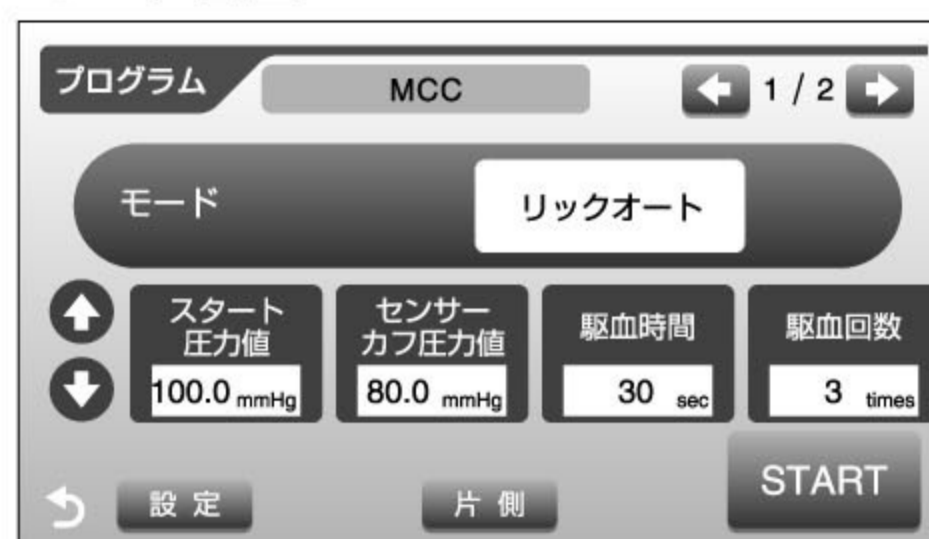 プログラム
MCC
1 / 2
モード
リックオート
スタート
圧力値
100.0 mmHg
センサー
カフ圧力値
80.0 mmHg
駆血時間
30 sec
駆血回数
3 times
設 定
片 側
START